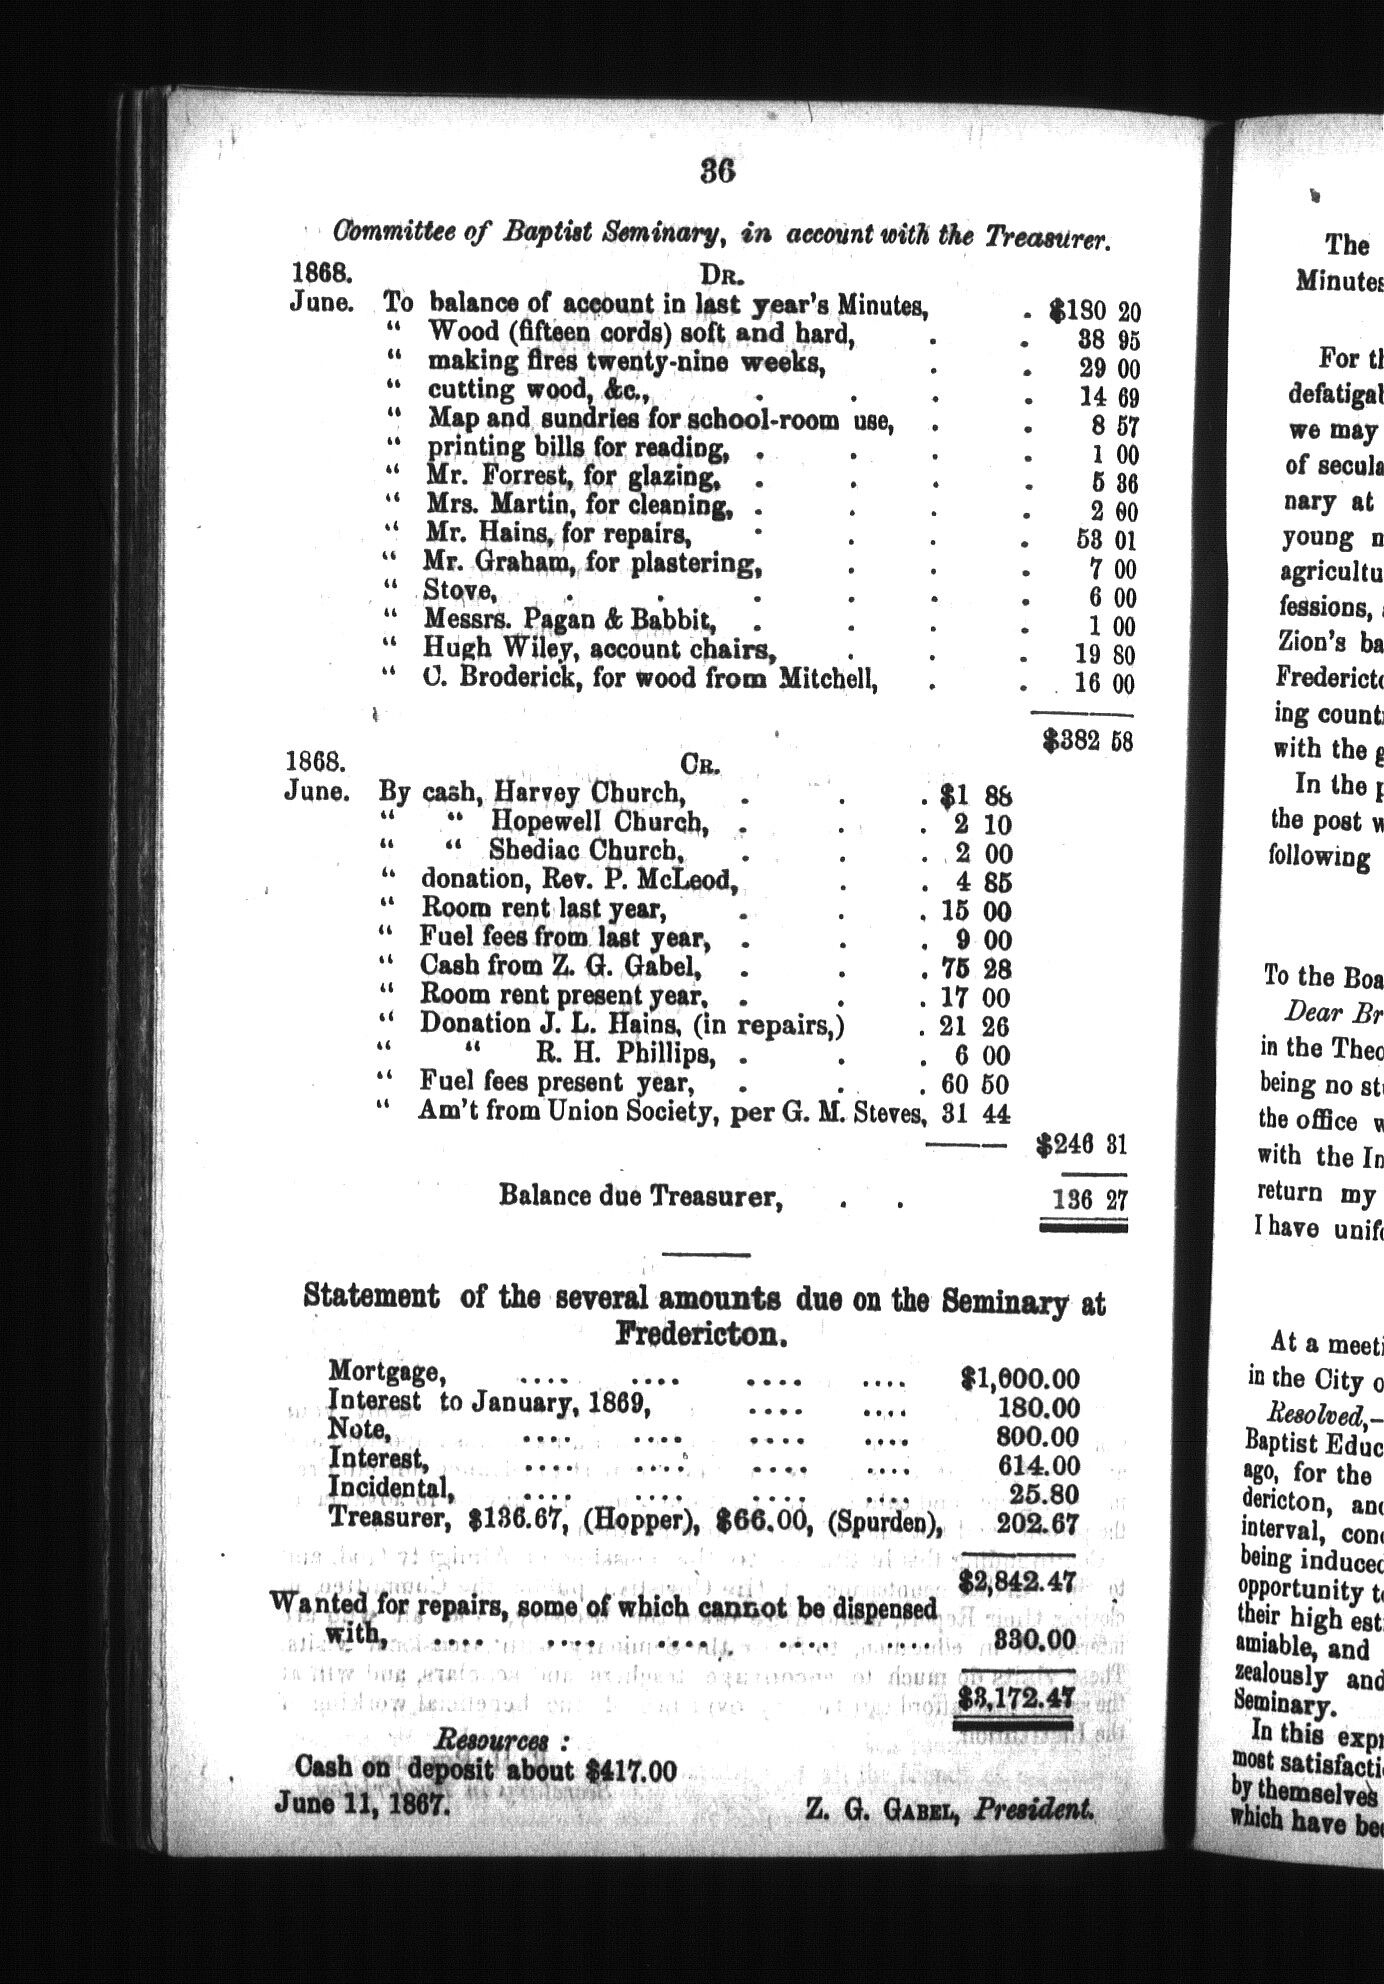 36
Committee of Baptist Seminary, in account with the Treasurer.
1868. DR.
June. To balance of account in last year's Minutes, . $180 20
" Wood (fifteen cords) soft and hard, . . 38 95
" making fires twenty-nine weeks, . . 29 00
" cutting wood, &c., . . . . 14 69
" Map and sundries for school-room use, . . 8 57
" printing bills for reading, . . . . 1 00
" Mr. Forrest, for glazing, . . . . 5 36
" Mrs. Martin, for cleaning, . . . . 2 00
" Mr. Hains, for repairs, . . . . 53 01
" Mr. Graham, for plastering, . . . 7 00
" Stove, . . . . . . 6 00
" Messrs. Pagan & Babbit, . . . . 1 00
" Hugh Wiley, account chairs, . . . 19 80
" C. Broderick, for wood from Mitchell, . . 16 00
$382 58
1868. CR.
June. By cash, Harvey Church, . . . $1 88
" " Hopewell Church, . . . 2 10
" " Shediac Church, . . . 2 00
" donation, Rev. P. McLeod, . . 4 85
" Room rent last year, . . . 15 00
" Fuel fees from last year, . . . 9 00
" Cash from Z. G. Gabel, . . . 75 28
" Room rent present year, . . . 17 00
" Donation J. L. Hains, (in repairs,) . 21 26
" " R. H. Phillips, . . . 6 00
" Fuel fees present year, . . . 60 50
" Am't from Union Society, per G. M. Steves, 31 44
$246 31
Balance due Treasurer, . . 136 27
Statement of the several amounts due on the Seminary at
Fredericton.
Mortgage, .... .... .... .... $1,000.00
Interest to January, 1869, .... .... 180.00
Note, .... .... .... .... 800.00
Interest, .... .... .... .... 614.00
Incidental, .... .... .... .... 25.80
Treasurer, $136.67, (Hopper), $66.00, (Spurden), 202.67
$2,842.47
Wanted for repairs, some of which cannot be dispensed
with, .... .... .... .... .... 330.00
$3,172.47
Resources :
Cash on deposit about $417.00
June 11, 1867. Z. G. GABEL, President.
The
Minutes
For
defatiga
we may
of secula
nary at
young
agricultu
fessions,
Zion's
Frederict
ing count
with the
In the
the post
following
To the Boa
Dear Br
in the Theo
being no
the office
with the In
return my
I have
At a meet
in the City
Resolved,—
Baptist Educ
ago, for the
dericton,
interval,
being induced
opportunity
their high
amiable, and
zealously and
Seminary.
In this
most
by themselves
which have